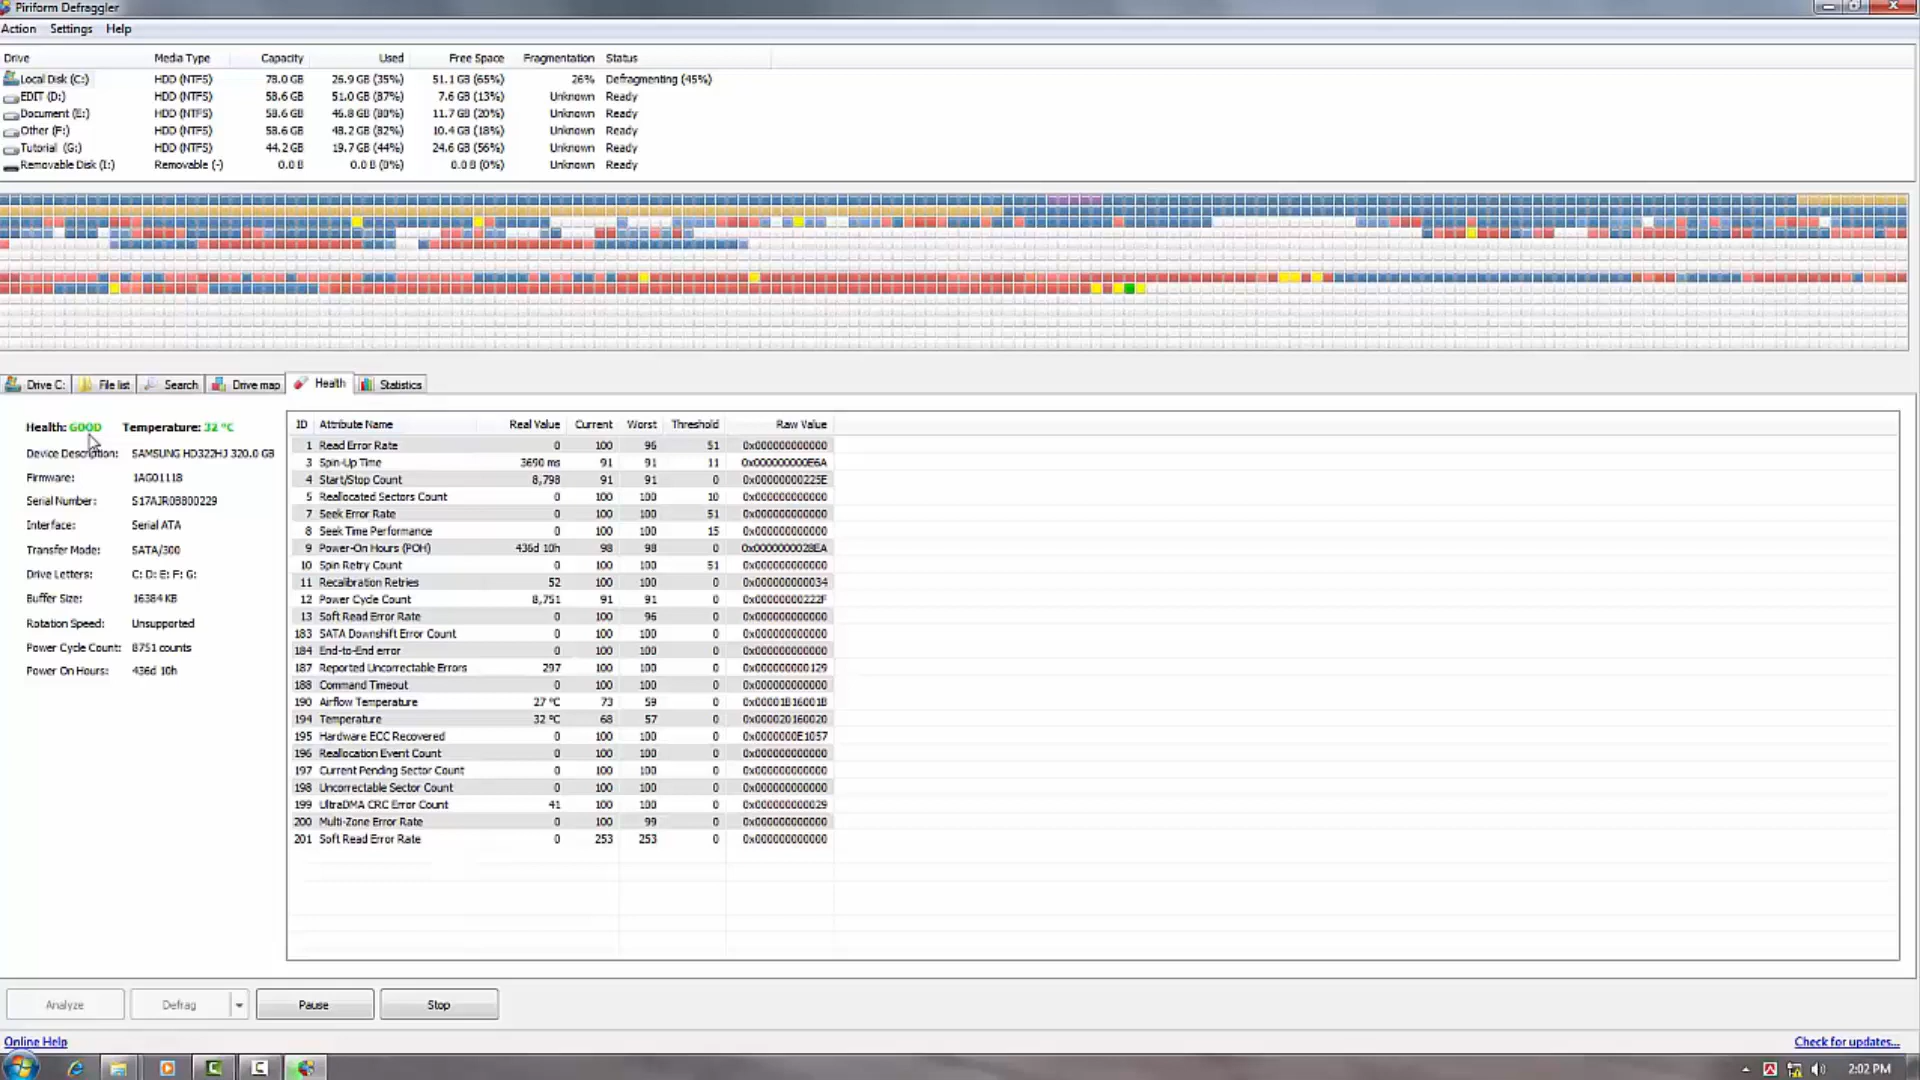 Piriform Defraggler
Action Settings Help
Drive Media Type Capacity Used Free Space Fragmentation Status
Local Disk (C:) HDD (NTFS) 78.0 GB 26.9 GB (35%) 51.1 GB (65%) 26% Defragmenting (45%)
EDIT (D:) HDD (NTFS) 58.6 GB 51.0 GB (87%) 7.6 GB (13%) Unknown Ready
Document (E:) HDD (NTFS) 58.6 GB 46.8 GB (80%) 11.7 GB (20%) Unknown Ready
Other (F:) HDD (NTFS) 58.6 GB 48.2 GB (82%) 10.4 GB (18%) Unknown Ready
Tutorial (G:) HDD (NTFS) 44.2 GB 19.7 GB (44%) 24.6 GB (56%) Unknown Ready
Removable Disk (I:) Removable (-) 0.0 B 0.0 B (0%) 0.0 B (0%) Unknown Ready
Drive C: File list Search Drive map Health Statistics
Health: GOOD Temperature: 32 °C
Device Description: SAMSUNG HD322HJ 320.0 GB
Firmware: 1AG01118
Serial Number: S17AJR0B800229
Interface: Serial ATA
Transfer Mode: SATA/300
Drive Letters: C: D: E: F: G:
Buffer Size: 16384 KB
Rotation Speed: Unsupported
Power Cycle Count: 8751 counts
Power On Hours: 436d 10h
ID Attribute Name Real Value Current Worst Threshold Raw Value
1 Read Error Rate 0 100 96 51 0x000000000000
3 Spin-Up Time 3690 ms 91 91 11 0x000000000E6A
4 Start/Stop Count 8,798 91 91 0 0x00000000225E
5 Reallocated Sectors Count 0 100 100 10 0x000000000000
7 Seek Error Rate 0 100 100 51 0x000000000000
8 Seek Time Performance 0 100 100 15 0x000000000000
9 Power-On Hours (POH) 436d 10h 98 98 0 0x0000000028EA
10 Spin Retry Count 0 100 100 51 0x000000000000
11 Recalibration Retries 52 100 100 0 0x000000000034
12 Power Cycle Count 8,751 91 91 0 0x00000000222F
13 Soft Read Error Rate 0 100 96 0 0x000000000000
183 SATA Downshift Error Count 0 100 100 0 0x000000000000
184 End-to-End error 0 100 100 0 0x000000000000
187 Reported Uncorrectable Errors 297 100 100 0 0x000000000129
188 Command Timeout 0 100 100 0 0x000000000000
190 Airflow Temperature 27 °C 73 59 0 0x00001B16001B
194 Temperature 32 °C 68 57 0 0x000020160020
195 Hardware ECC Recovered 0 100 100 0 0x0000000E1057
196 Reallocation Event Count 0 100 100 0 0x000000000000
197 Current Pending Sector Count 0 100 100 0 0x000000000000
198 Uncorrectable Sector Count 0 100 100 0 0x000000000000
199 UltraDMA CRC Error Count 41 100 100 0 0x000000000029
200 Multi-Zone Error Rate 0 100 99 0 0x000000000000
201 Soft Read Error Rate 0 253 253 0 0x000000000000
Analyze Defrag Pause Stop
Online Help Check for updates...
2:02 PM